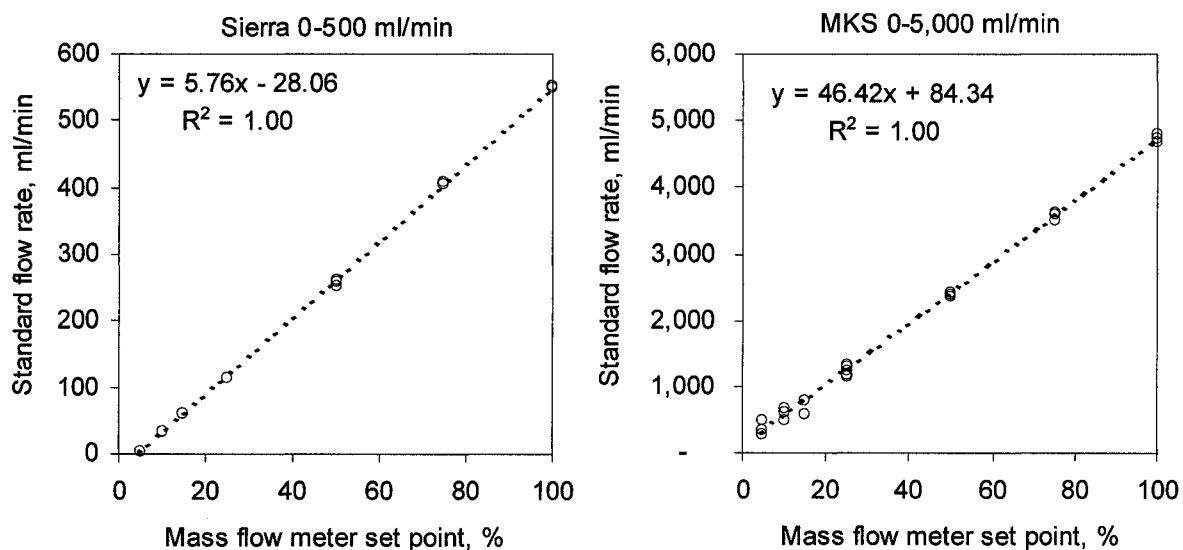 Sierra 0-500 ml/min
600
500
400
300
200
100
0
Standard flow rate, ml/min
y = 5.76x - 28.06
R² = 1.00
0 20 40 60 80 100
Mass flow meter set point, %
MKS 0-5,000 ml/min
6,000
5,000
4,000
3,000
2,000
1,000
-
Standard flow rate, ml/min
y = 46.42x + 84.34
R² = 1.00
0 20 40 60 80 100
Mass flow meter set point, %